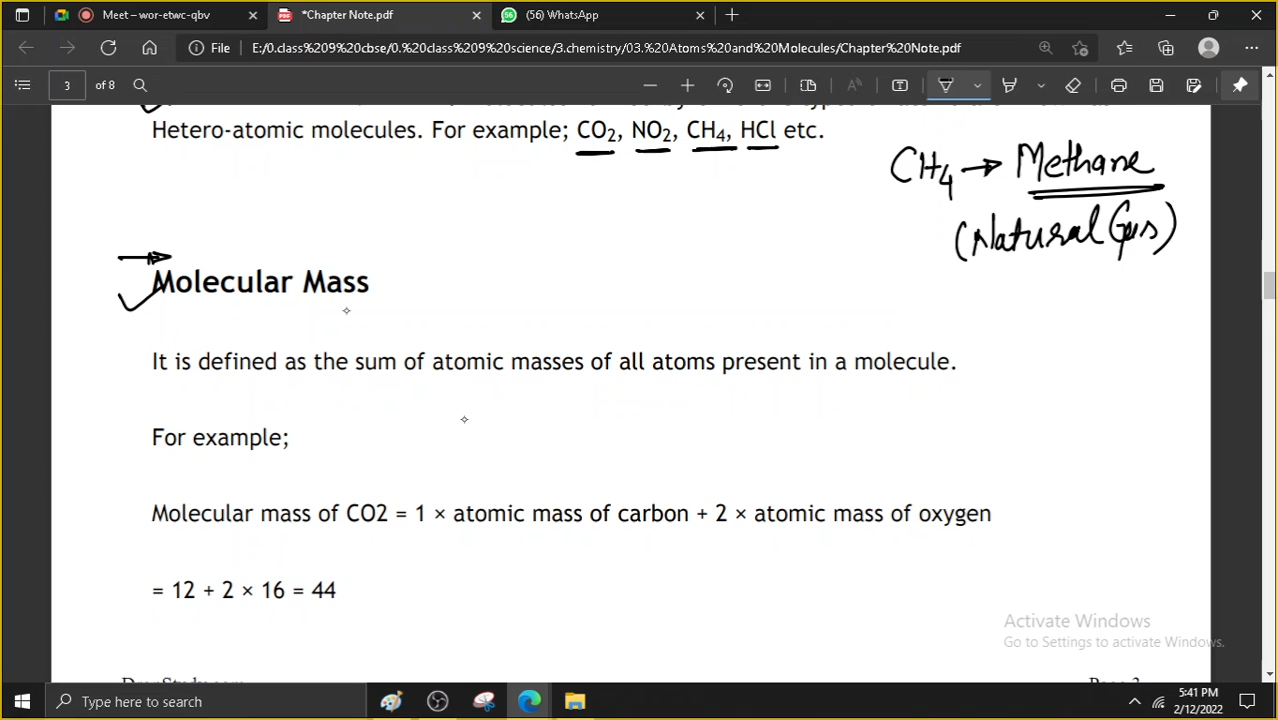 Meet – wor-etwc-qbv
*Chapter Note.pdf
(56) WhatsApp
File
E:/0.class%209%20cbse/0.%20class%209%20science/3.chemistry/03.%20Atoms%20and%20Molecules/Chapter%20Note.pdf
3 of 8
Hetero-atomic molecules. For example; CO2, NO2, CH4, HCl etc.
CH4 → Methane
(Natural Gas)
Molecular Mass
It is defined as the sum of atomic masses of all atoms present in a molecule.
For example;
Molecular mass of CO2 = 1 × atomic mass of carbon + 2 × atomic mass of oxygen
= 12 + 2 × 16 = 44
Activate Windows
Go to Settings to activate Windows.
Type here to search
5:41 PM
2/12/2022